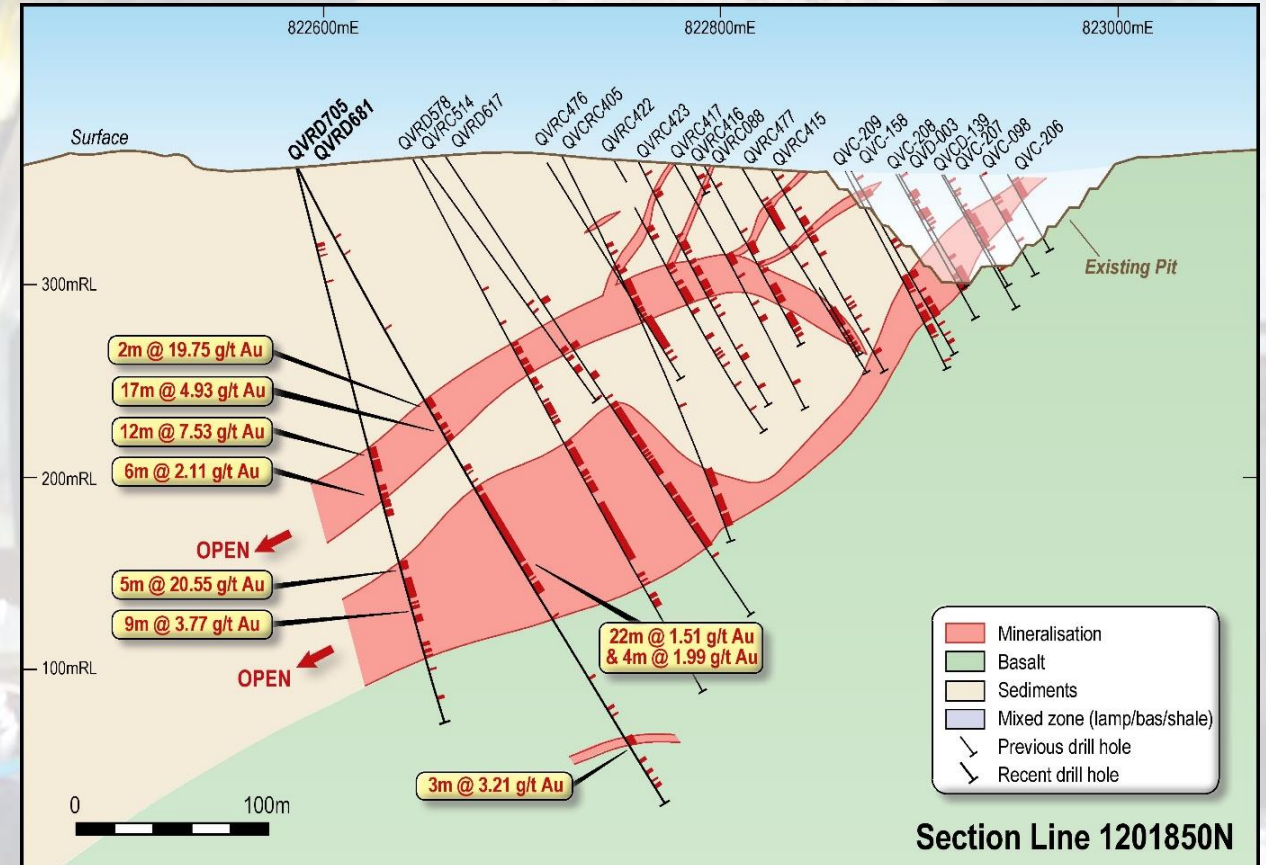 822600mE
822800mE
823000mE
Surface
QVRD705
QVRD681
QVRD578
QVRC514
QVRD617
QVRC476
QVCRC405
QVRC422
QVRC423
QVRC417
QVRC416
QVRC088
QVRC477
QVRC415
QVC-209
QVC-158
QVC-208
QVD-003
QVCD-139
QVC-207
QVC-098
QVC-206
Existing Pit
300mRL
2m @ 19.75 g/t Au
17m @ 4.93 g/t Au
12m @ 7.53 g/t Au
6m @ 2.11 g/t Au
200mRL
OPEN
5m @ 20.55 g/t Au
9m @ 3.77 g/t Au
22m @ 1.51 g/t Au
& 4m @ 1.99 g/t Au
100mRL
OPEN
3m @ 3.21 g/t Au
Mineralisation
Basalt
Sediments
Mixed zone (lamp/bas/shale)
Previous drill hole
Recent drill hole
0 100m
Section Line 1201850N